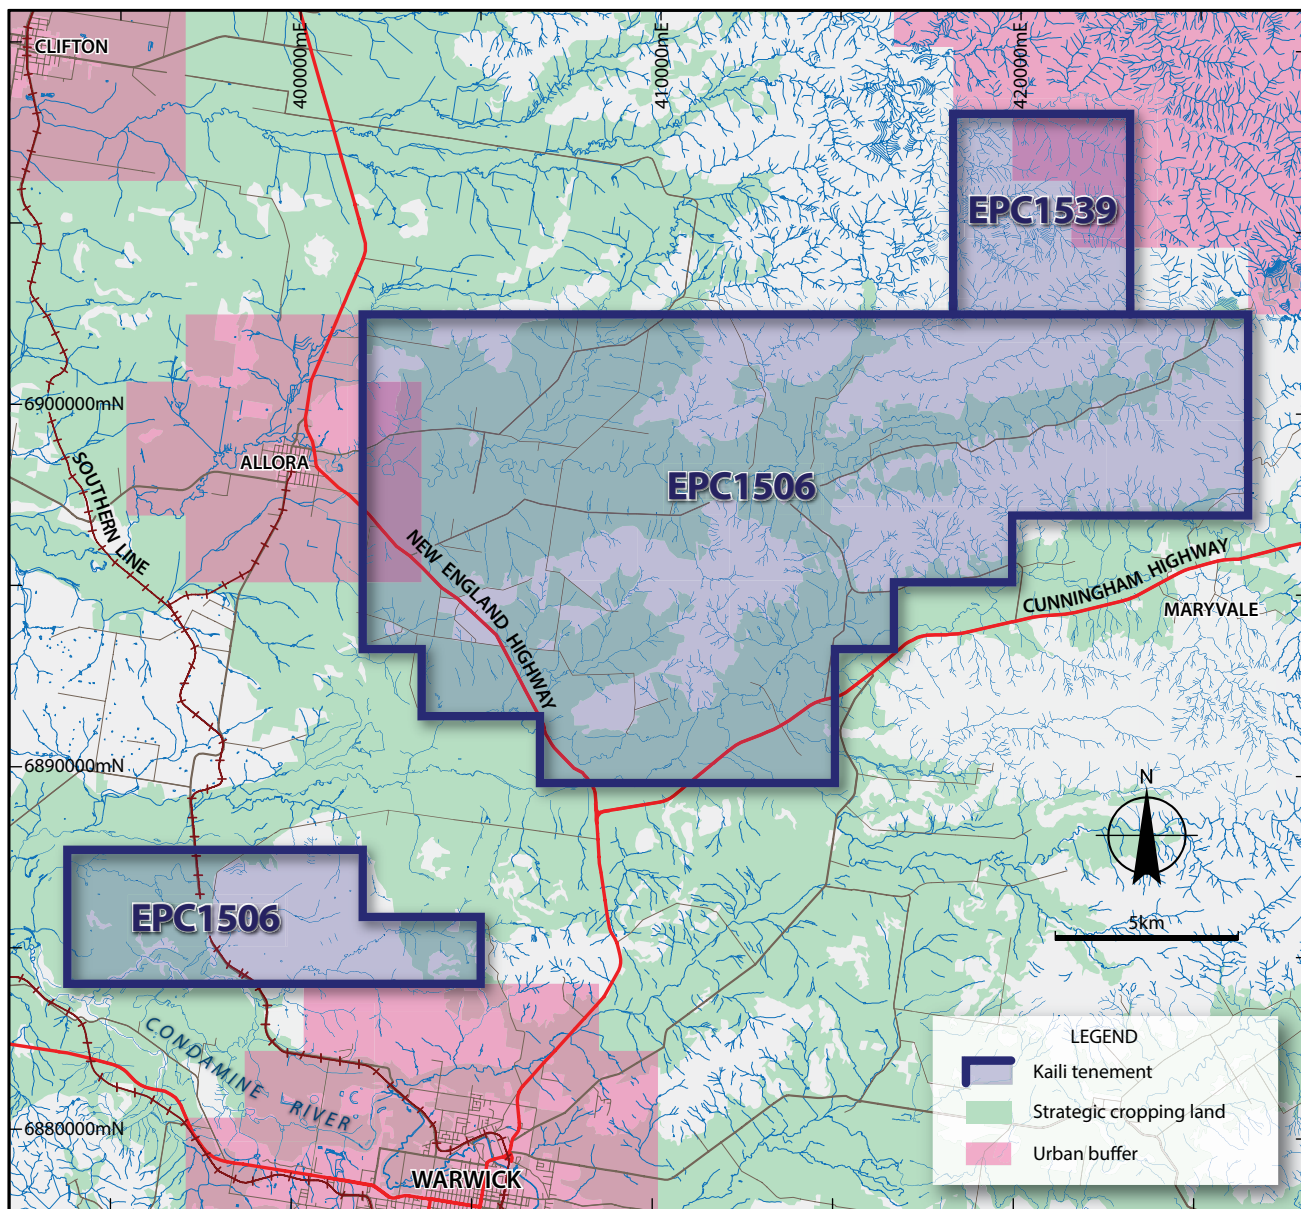 CLIFTON
400000mE
410000mE
420000mE
EPC1539
6900000mN
ALLORA
EPC1506
SOUTHERN LINE
NEW ENGLAND HIGHWAY
CUNNINGHAM HIGHWAY
MARYVALE
6890000mN
N
5km
EPC1506
CONDAMINE RIVER
6880000mN
WARWICK
LEGEND
Kaili tenement
Strategic cropping land
Urban buffer